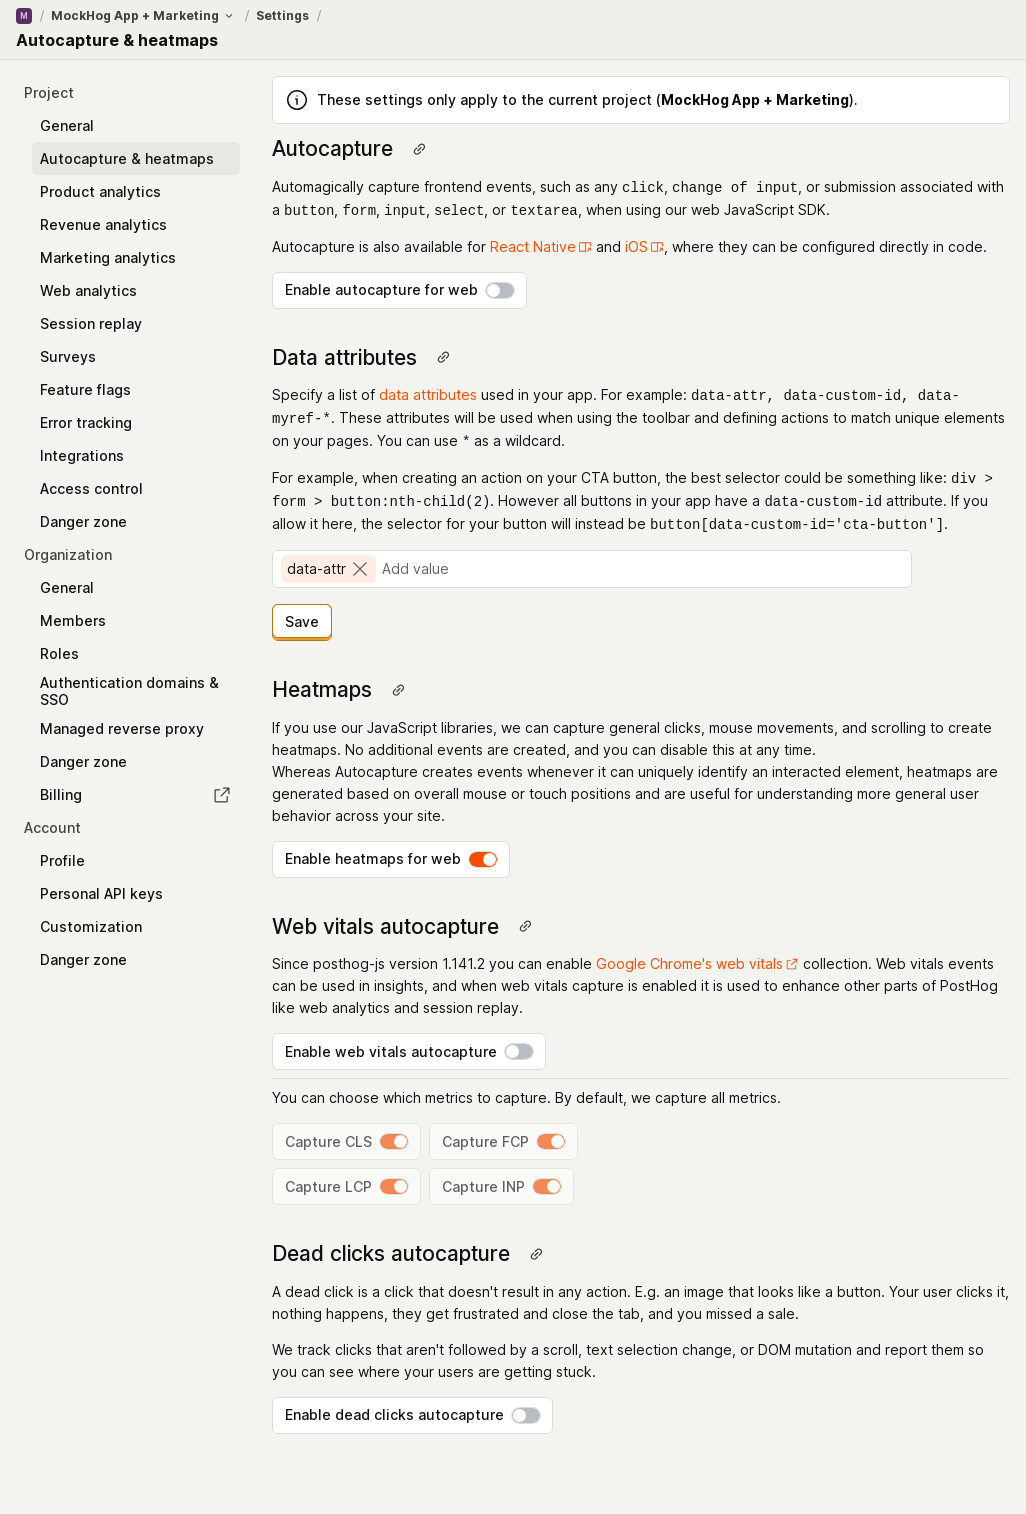 M / MockHog App + Marketing / Settings /
Autocapture & heatmaps
Project
General
Autocapture & heatmaps
Product analytics
Revenue analytics
Marketing analytics
Web analytics
Session replay
Surveys
Feature flags
Error tracking
Integrations
Access control
Danger zone
Organization
General
Members
Roles
Authentication domains &
SSO
Managed reverse proxy
Danger zone
Billing
Account
Profile
Personal API keys
Customization
Danger zone
These settings only apply to the current project (MockHog App + Marketing).
Autocapture
Automagically capture frontend events, such as any click, change of input, or submission associated with
a button, form, input, select, or textarea, when using our web JavaScript SDK.
Autocapture is also available for React Native and iOS, where they can be configured directly in code.
Enable autocapture for web
Data attributes
Specify a list of data attributes used in your app. For example: data-attr, data-custom-id, data-
myref-*. These attributes will be used when using the toolbar and defining actions to match unique elements
on your pages. You can use * as a wildcard.
For example, when creating an action on your CTA button, the best selector could be something like: div >
form > button:nth-child(2). However all buttons in your app have a data-custom-id attribute. If you
allow it here, the selector for your button will instead be button[data-custom-id='cta-button'].
data-attr Add value
Save
Heatmaps
If you use our JavaScript libraries, we can capture general clicks, mouse movements, and scrolling to create
heatmaps. No additional events are created, and you can disable this at any time.
Whereas Autocapture creates events whenever it can uniquely identify an interacted element, heatmaps are
generated based on overall mouse or touch positions and are useful for understanding more general user
behavior across your site.
Enable heatmaps for web
Web vitals autocapture
Since posthog-js version 1.141.2 you can enable Google Chrome's web vitals collection. Web vitals events
can be used in insights, and when web vitals capture is enabled it is used to enhance other parts of PostHog
like web analytics and session replay.
Enable web vitals autocapture
You can choose which metrics to capture. By default, we capture all metrics.
Capture CLS Capture FCP
Capture LCP Capture INP
Dead clicks autocapture
A dead click is a click that doesn't result in any action. E.g. an image that looks like a button. Your user clicks it,
nothing happens, they get frustrated and close the tab, and you missed a sale.
We track clicks that aren't followed by a scroll, text selection change, or DOM mutation and report them so
you can see where your users are getting stuck.
Enable dead clicks autocapture